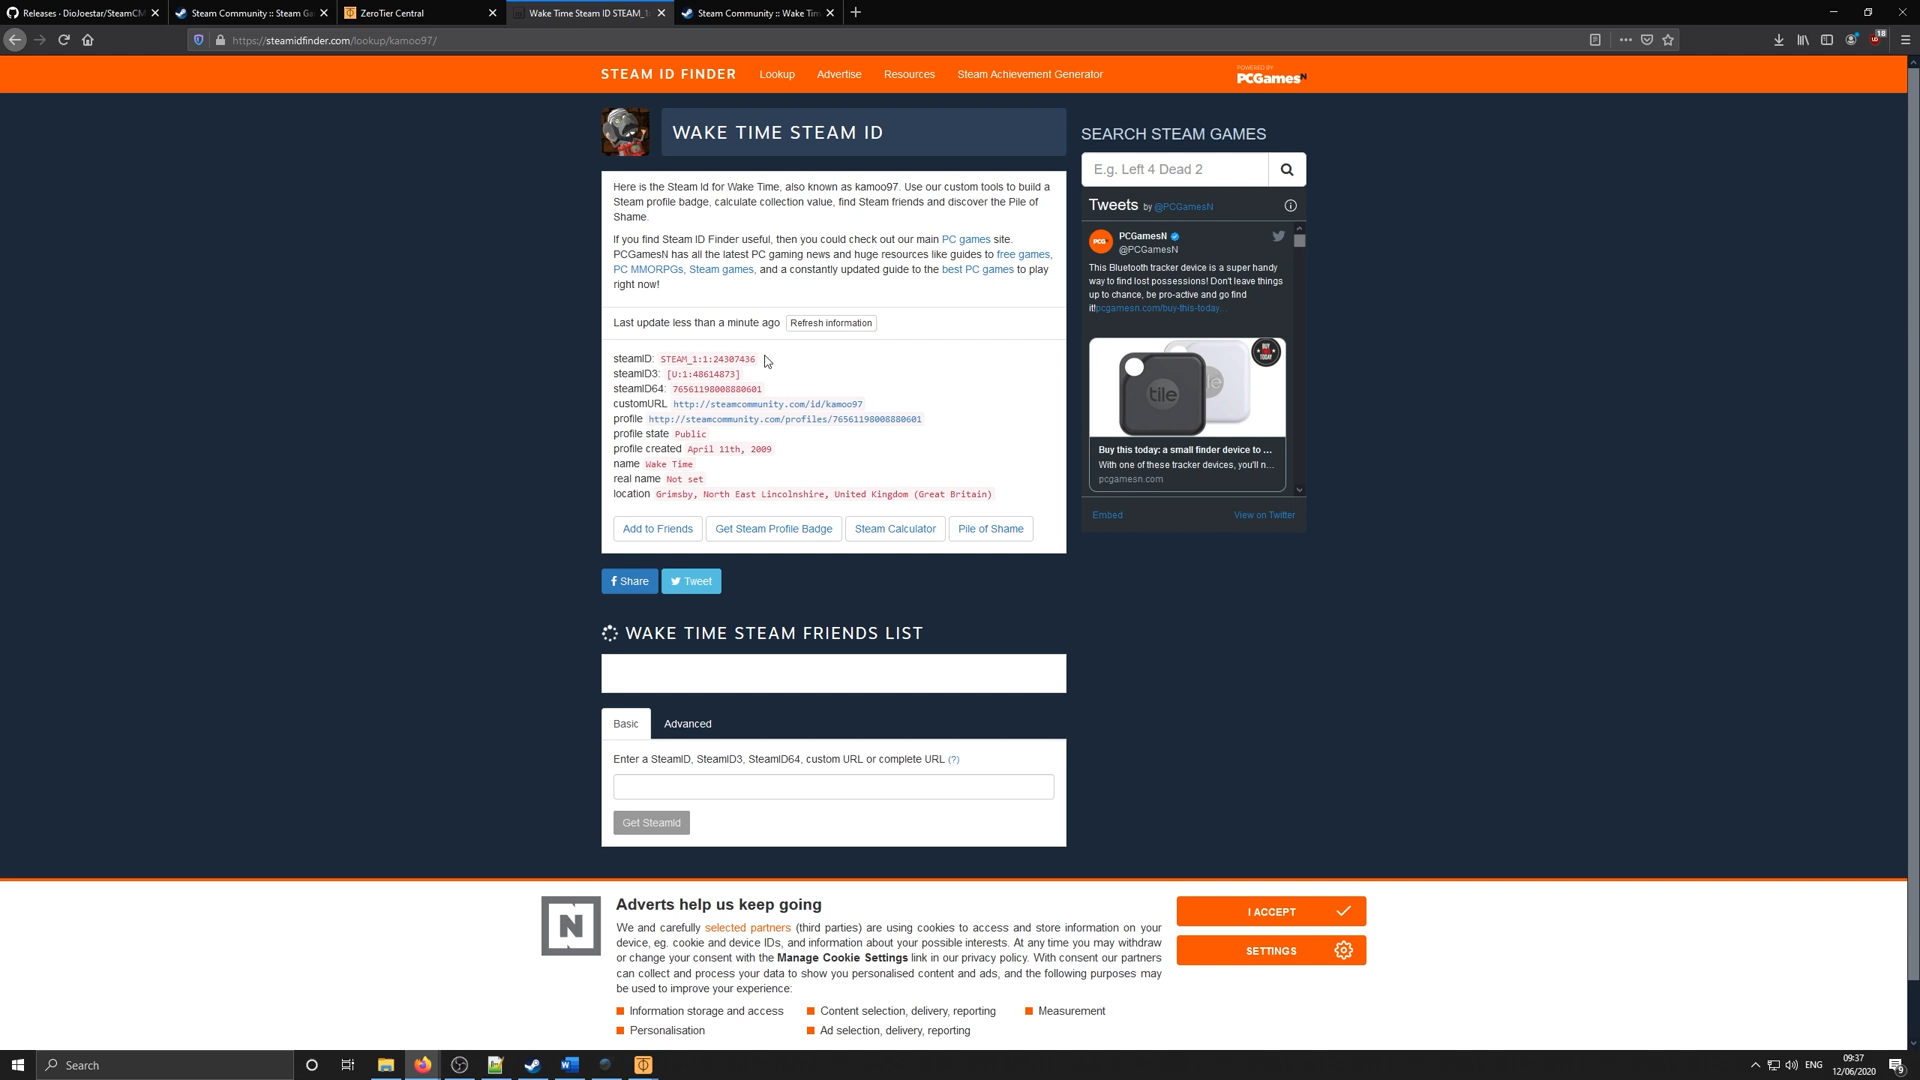 Releases · DioJoestar/SteamCM
Steam Community :: Steam Ga
ZeroTier Central
Wake Time Steam ID STEAM_1:
Steam Community :: Wake Tim
https://steamidfinder.com/lookup/kamoo97/
18
STEAM ID FINDER
Lookup
Advertise
Resources
Steam Achievement Generator
POWERED BY
PCGamesN
WAKE TIME STEAM ID
Here is the Steam Id for Wake Time, also known as kamoo97. Use our custom tools to build a
Steam profile badge, calculate collection value, find Steam friends and discover the Pile of
Shame.
If you find Steam ID Finder useful, then you could check out our main PC games site.
PCGamesN has all the latest PC gaming news and huge resources like guides to free games,
PC MMORPGs, Steam games, and a constantly updated guide to the best PC games to play
right now!
Last update less than a minute ago Refresh information
steamID: STEAM_1:1:24307436
steamID3: [U:1:48614873]
steamID64: 76561198008880601
customURL http://steamcommunity.com/id/kamoo97
profile http://steamcommunity.com/profiles/76561198008880601
profile state Public
profile created April 11th, 2009
name Wake Time
real name Not set
location Grimsby, North East Lincolnshire, United Kingdom (Great Britain)
Add to Friends
Get Steam Profile Badge
Steam Calculator
Pile of Shame
Share
Tweet
SEARCH STEAM GAMES
E.g. Left 4 Dead 2
Tweets by @PCGamesN
PCG
PCGamesN
@PCGamesN
This Bluetooth tracker device is a super handy
way to find lost possessions! Don't leave things
up to chance, be pro-active and go find
it!pcgamesn.com/buy-this-today…
BUY THIS TODAY
tile
Buy this today: a small finder device to ...
With one of these tracker devices, you'll n...
pcgamesn.com
Embed
View on Twitter
WAKE TIME STEAM FRIENDS LIST
Basic
Advanced
Enter a SteamID, SteamID3, SteamID64, custom URL or complete URL (?)
Get SteamId
N
Adverts help us keep going
We and carefully selected partners (third parties) are using cookies to access and store information on your
device, eg. cookie and device IDs, and information about your possible interests. At any time you may withdraw
or change your consent with the Manage Cookie Settings link in our privacy policy. With consent our partners
can collect and process your data to show you personalised content and ads, and the following purposes may
be used to improve your experience:
Information storage and access
Content selection, delivery, reporting
Measurement
Personalisation
Ad selection, delivery, reporting
I ACCEPT
SETTINGS
Search
ENG
09:37
12/06/2020